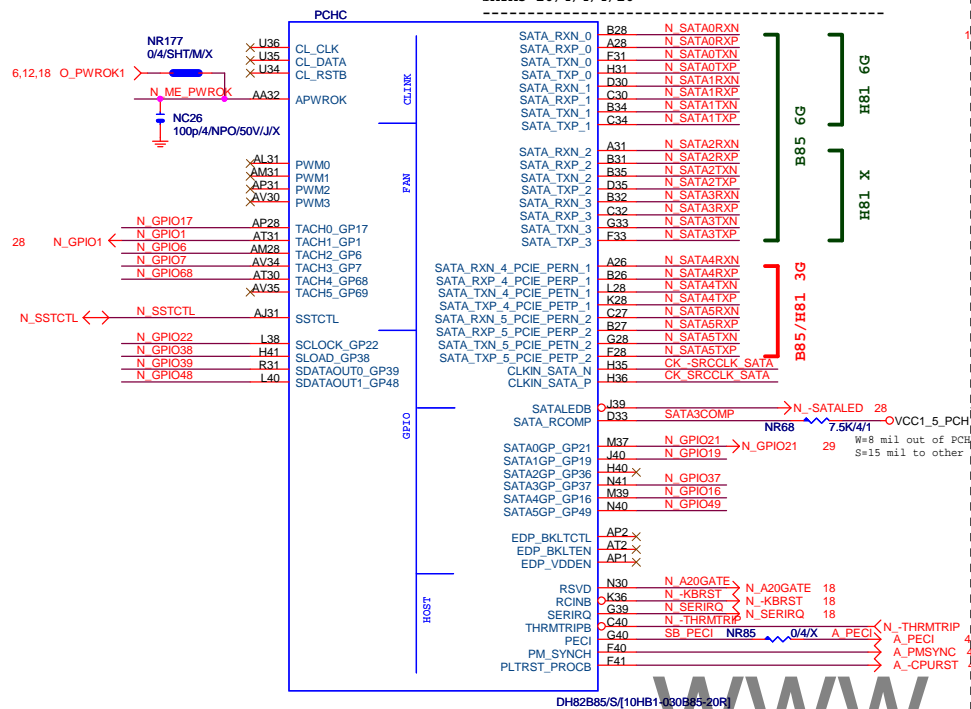 PCHC
NR177
0/4/SHT/M/X
6,12,18 O_PWROK1
N_ME_PWROK
NC26
100p/4/NPO/50V/J/X
U36 CL_CLK
U35 CL_DATA
U34 CL_RSTB
AA32 APWROK
CLINK
AL31 PWM0
AM31 PWM1
AP31 PWM2
AV30 PWM3
FAN
N_GPIO17 AP28 TACH0_GP17
28 N_GPIO1 N_GPIO1 AT31 TACH1_GP1
N_GPIO6 AM28 TACH2_GP6
N_GPIO7 AV34 TACH3_GP7
N_GPIO68 AT30 TACH4_GP68
AV35 TACH5_GP69
N_SSTCTL N_SSTCTL AJ31 SSTCTL
N_GPIO22 L38 SCLOCK_GP22
N_GPIO38 H41 SLOAD_GP38
N_GPIO39 R31 SDATAOUT0_GP39
N_GPIO48 L40 SDATAOUT1_GP48
GPIO
HOST
SATA_RXN_0 B28 N_SATA0RXN
SATA_RXP_0 A28 N_SATA0RXP
SATA_TXN_0 F31 N_SATA0TXN
SATA_TXP_0 H31 N_SATA0TXP
SATA_RXN_1 D30 N_SATA1RXN
SATA_RXP_1 C30 N_SATA1RXP
SATA_TXN_1 B34 N_SATA1TXN
SATA_TXP_1 C34 N_SATA1TXP
SATA_RXN_2 A31 N_SATA2RXN
SATA_RXP_2 B31 N_SATA2RXP
SATA_TXN_2 B35 N_SATA2TXN
SATA_TXP_2 D35 N_SATA2TXP
SATA_RXN_3 B32 N_SATA3RXN
SATA_RXP_3 C32 N_SATA3RXP
SATA_TXN_3 G33 N_SATA3TXN
SATA_TXP_3 F33 N_SATA3TXP
B85 6G
H81 6G
H81 X
SATA_RXN_4_PCIE_PERN_1 A26 N_SATA4RXN
SATA_RXP_4_PCIE_PERP_1 B26 N_SATA4RXP
SATA_TXN_4_PCIE_PETN_1 L28 N_SATA4TXN
SATA_TXP_4_PCIE_PETP_1 K28 N_SATA4TXP
SATA_RXN_5_PCIE_PERN_2 C27 N_SATA5RXN
SATA_RXP_5_PCIE_PERP_2 B27 N_SATA5RXP
SATA_TXN_5_PCIE_PETN_2 G28 N_SATA5TXN
SATA_TXP_5_PCIE_PETP_2 F28 N_SATA5TXP
B85/H81 3G
CLKIN_SATA_N H35 CK_-SRCCLK_SATA
CLKIN_SATA_P H36 CK_SRCCLK_SATA
SATALEDB J39 N_-SATALED 28
SATA_RCOMP D33 SATA3COMP NR68 7.5K/4/1 VCC1_5_PCH
W=8 mil out of PCH
S=15 mil to other
SATA0GP_GP21 M37 N_GPIO21 N_GPIO21 29
SATA1GP_GP19 J40 N_GPIO19
SATA2GP_GP36 H40
SATA3GP_GP37 N41 N_GPIO37
SATA4GP_GP16 M39 N_GPIO16
SATA5GP_GP49 N40 N_GPIO49
EDP_BKLTCTL AP2
EDP_BKLTEN AT2
EDP_VDDEN AP1
RSVD N30 N_A20GATE N_A20GATE 18
RCINB K36 N_-KBRST N_-KBRST 18
SERIRQ G39 N_SERIRQ N_SERIRQ 18
THRMTRIPB C40 N_-THRMTRIP N_-THRMTRIP
PECI G40 SB_PECI NR85 0/4/X A_PECI A_PECI 4
PM_SYNCH F40 A_PMSYNC
PLTRST_PROCB F41 A_-CPURST
DH82B85/S/[10HB1-030B85-20R]
WWW